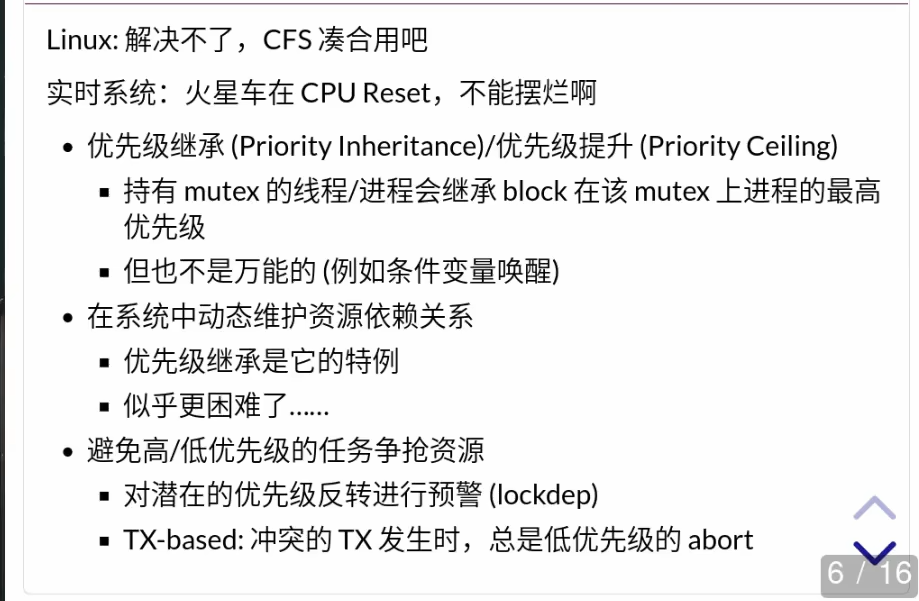 Linux: 解决不了，CFS 凑合用吧
实时系统：火星车在 CPU Reset，不能摆烂啊
• 优先级继承 (Priority Inheritance)/优先级提升 (Priority Ceiling)
▪ 持有 mutex 的线程/进程会继承 block 在该 mutex 上进程的最高
优先级
▪ 但也不是万能的 (例如条件变量唤醒)
• 在系统中动态维护资源依赖关系
▪ 优先级继承是它的特例
▪ 似乎更困难了……
• 避免高/低优先级的任务争抢资源
▪ 对潜在的优先级反转进行预警 (lockdep)
▪ TX-based: 冲突的 TX 发生时，总是低优先级的 abort
6 / 16